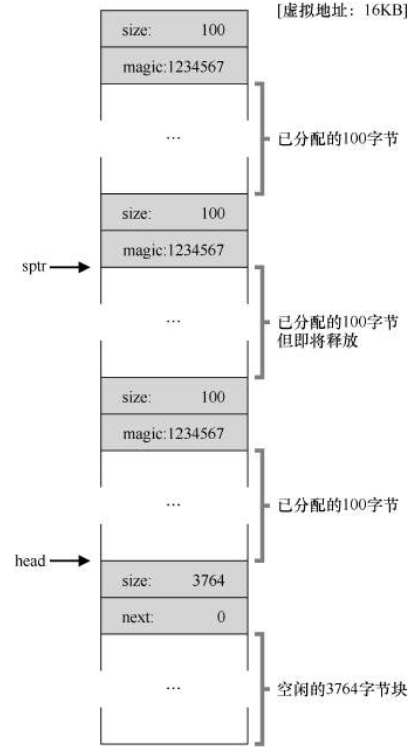 [虚拟地址：16KB]
size: 100
magic:1234567
...
已分配的100字节
size: 100
magic:1234567
sptr
...
已分配的100字节
但即将释放
size: 100
magic:1234567
...
已分配的100字节
head
size: 3764
next: 0
...
空闲的3764字节块